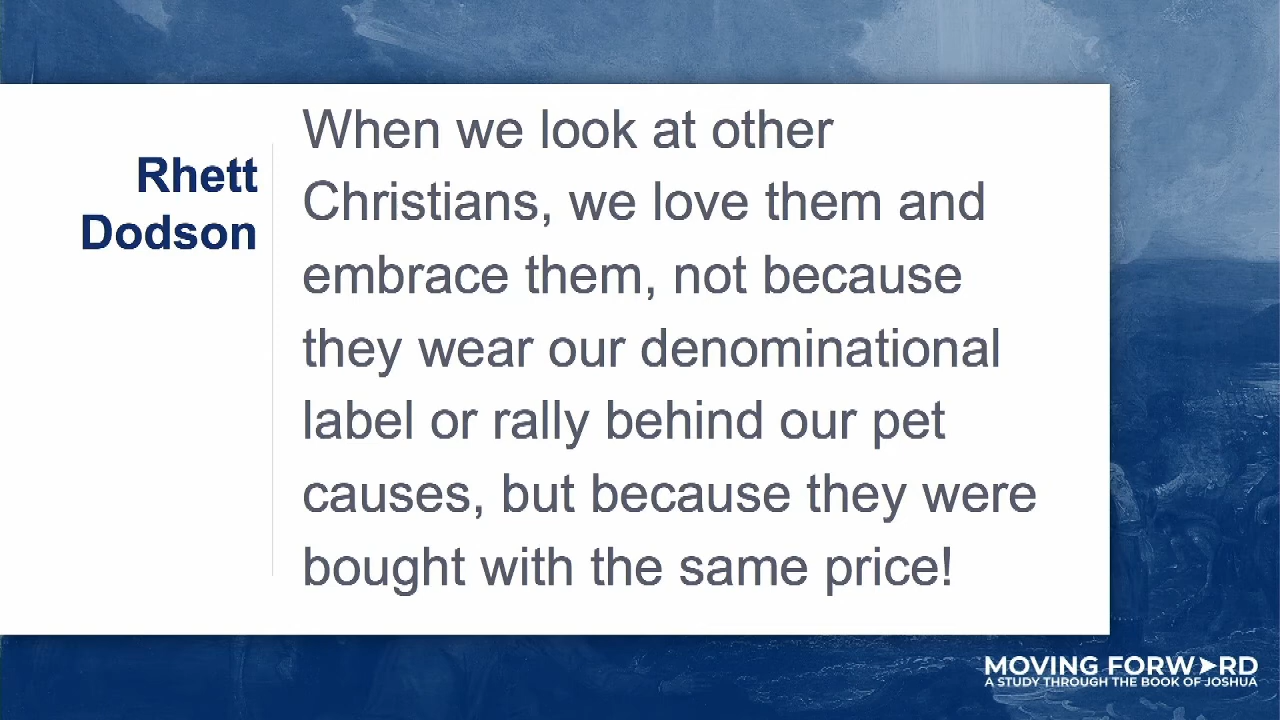 Rhett
Dodson
When we look at other
Christians, we love them and
embrace them, not because
they wear our denominational
label or rally behind our pet
causes, but because they were
bought with the same price!
MOVING FORWARD
A STUDY THROUGH THE BOOK OF JOSHUA